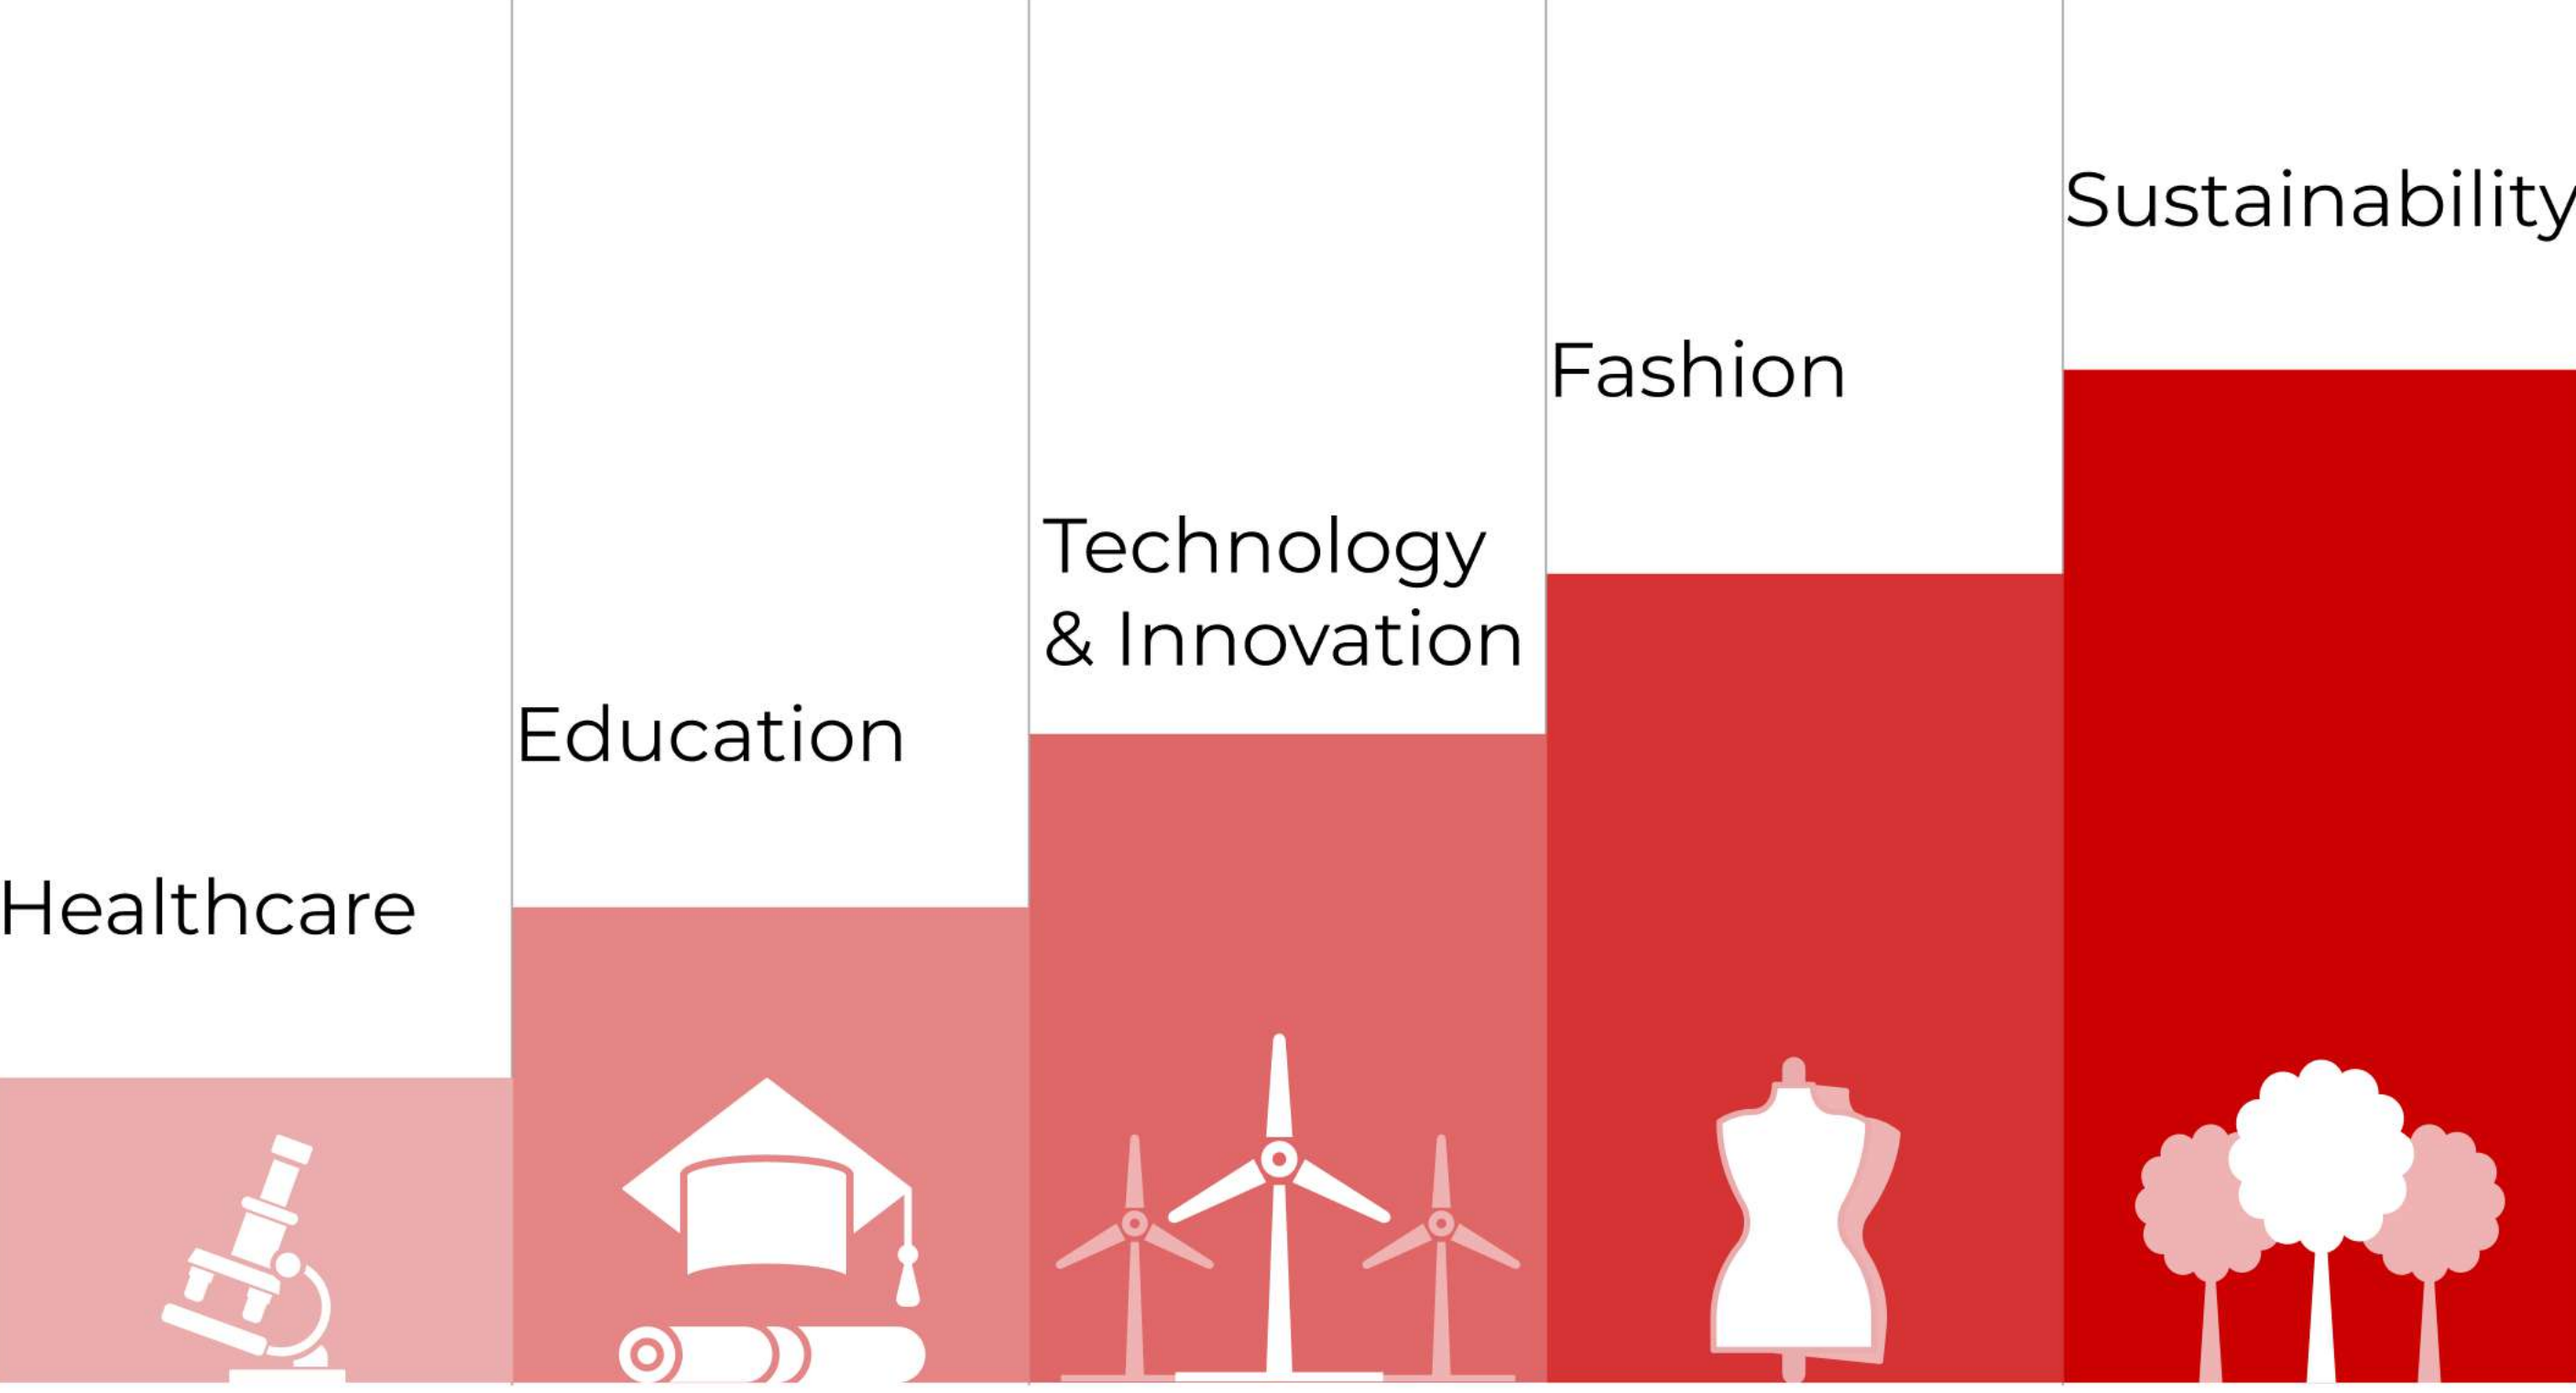 Healthcare
Education
Technology
& Innovation
Fashion
Sustainability